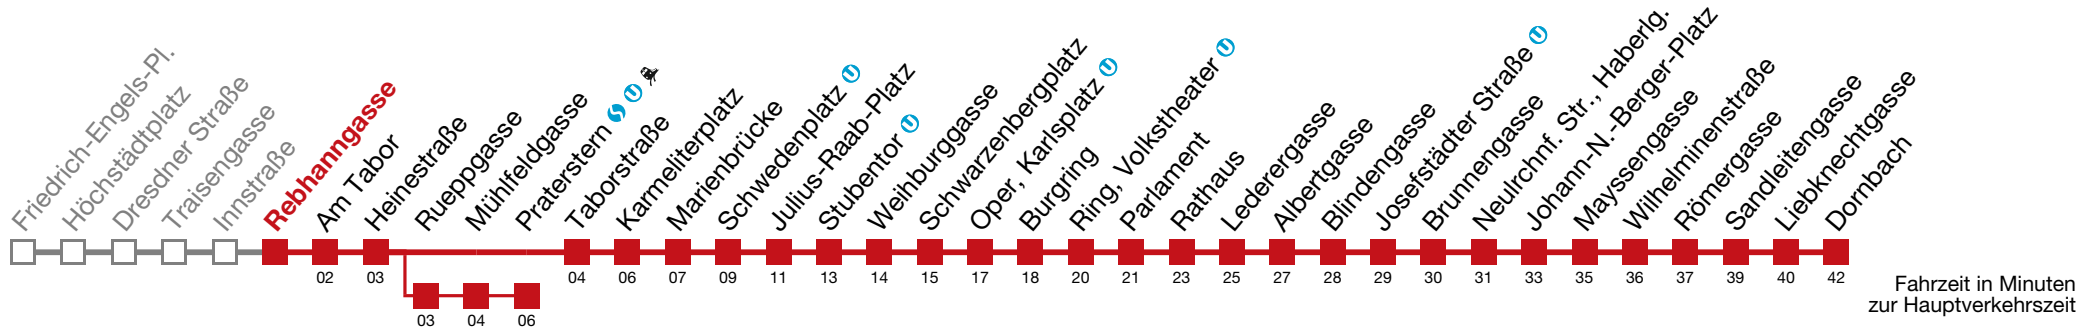 Friedrich-Engels-Pl.
Höchstädtplatz
Dresdner Straße
Traisengasse
Innstraße
Rebhanngasse
Am Tabor
Heinestraße
Rueppgasse
Mühlfeldgasse
Praterstern
Taborstraße
Karmeliterplatz
Marienbrücke
Schwedenplatz
Julius-Raab-Platz
Stubentor
Weihburggasse
Schwarzenbergplatz
Oper, Karlsplatz
Burgring
Ring, Volkstheater
Parlament
Rathaus
Lederergasse
Albertgasse
Blindengasse
Josefstädter Straße
Brunnengasse
Neulrchnf. Str., Haberlg.
Johann-N.-Berger-Platz
Mayssengasse
Wilhelminenstraße
Römergasse
Sandleitengasse
Liebknechtgasse
Dornbach
02 03 04 06 07 09 11 13 14 15 17 18 20 21 23 25 27 28 29 30 31 33 35 36 37 39 40 42
03 04 06
Fahrzeit in Minuten
zur Hauptverkehrszeit